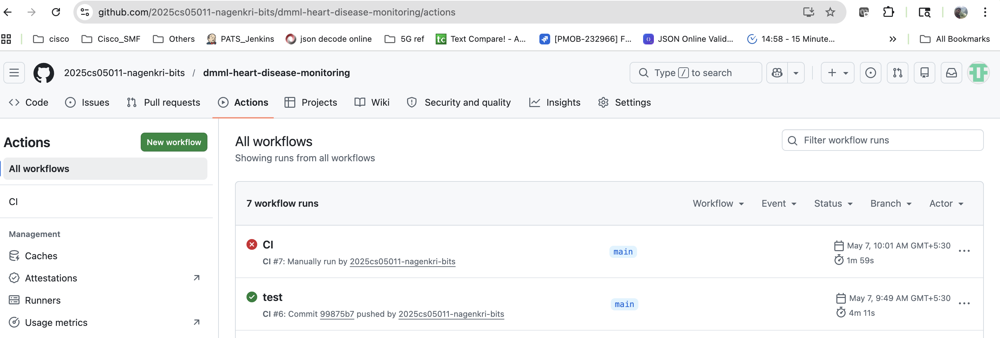 github.com/2025cs05011-nagenkri-bits/dmml-heart-disease-monitoring/actions
cisco Cisco_SMF Others PATS_Jenkins json decode online 5G ref tc Text Compare! - A... [PMOB-232966] F... JSON Online Valid... 14:58 - 15 Minute... » All Bookmarks
2025cs05011-nagenkri-bits / dmml-heart-disease-monitoring Type / to search
Code Issues Pull requests Actions Projects Wiki Security and quality Insights Settings
Actions New workflow
All workflows
CI
Management
Caches
Attestations
Runners
Usage metrics
All workflows
Showing runs from all workflows
Filter workflow runs
7 workflow runs Workflow Event Status Branch Actor
CI
CI #7: Manually run by 2025cs05011-nagenkri-bits
main
May 7, 10:01 AM GMT+5:30
1m 59s
test
CI #6: Commit 99875b7 pushed by 2025cs05011-nagenkri-bits
main
May 7, 9:49 AM GMT+5:30
4m 11s